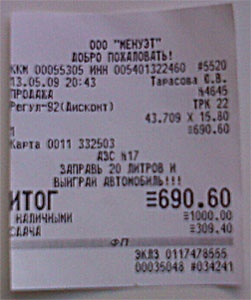 ООО "МЕНУЭТ"
ДОБРО ПОЖАЛОВАТЬ!
ККМ 00055305 ИНН 005401322460 #5520
13.05.09 20:43 Тарасова С.В.
ПРОДАЖА №4645
Регул-92(Дисконт) ТРК 22
43.709 X 15.80
1 ≡690.60
Карта 0011 332503
АЗС №17
ЗАПРАВЬ 20 ЛИТРОВ И
ВЫИГРАЙ АВТОМОБИЛЬ!!!
ИТОГ ≡690.60
НАЛИЧНЫМИ ≡1000.00
СДАЧА ≡309.40
ФП
ЭКЛЗ 0117478555
00035048 #034241